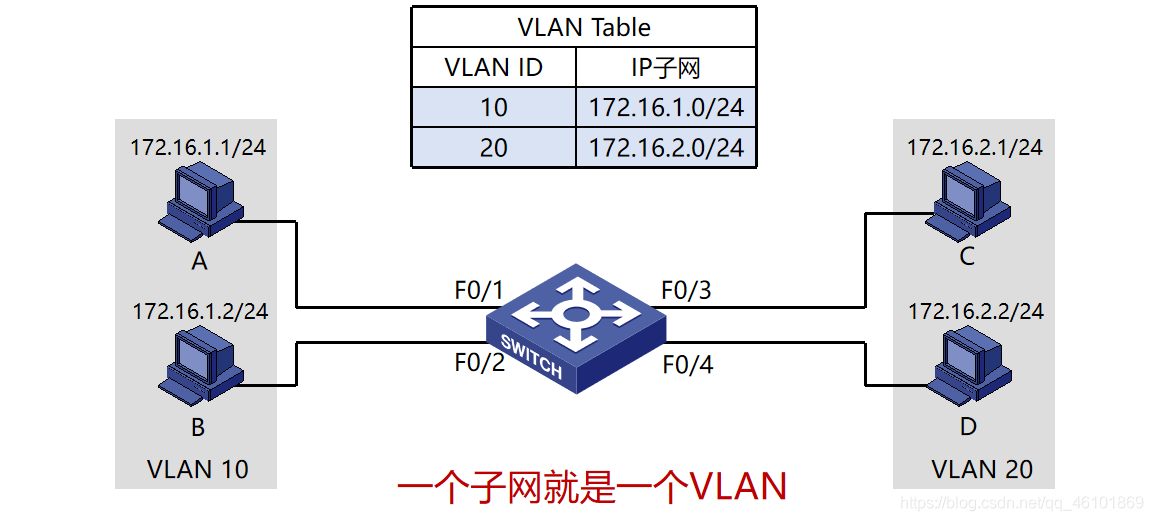 VLAN Table
VLAN ID IP子网
10 172.16.1.0/24
20 172.16.2.0/24
172.16.1.1/24
A
172.16.1.2/24
B
VLAN 10
F0/1
F0/2
SWITCH
F0/3
F0/4
172.16.2.1/24
C
172.16.2.2/24
D
VLAN 20
一个子网就是一个VLAN
https://blog.csdn.net/qq_46101869